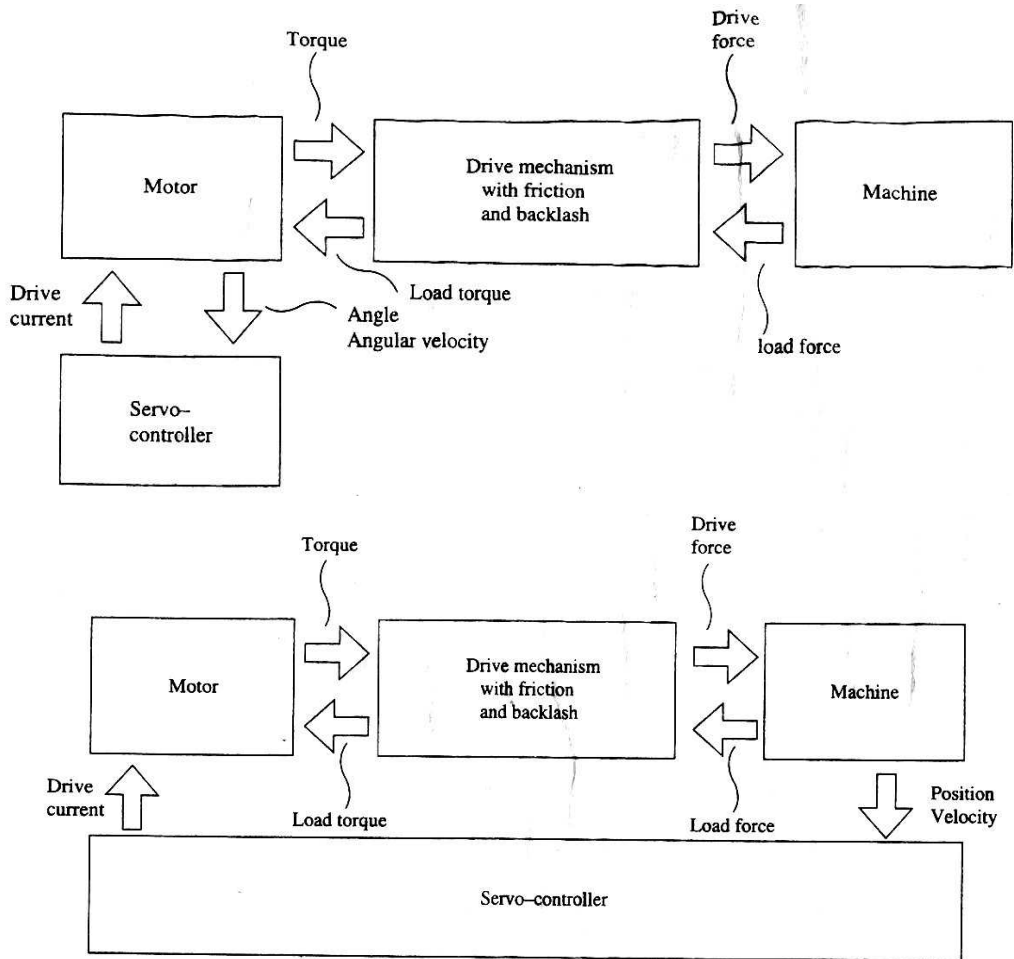 Torque
Drive
force
Motor
Drive mechanism
with friction
and backlash
Machine
Drive
current
Load torque
Angle
Angular velocity
load force
Servo–
controller
Torque
Drive
force
Motor
Drive mechanism
with friction
and backlash
Machine
Drive
current
Load torque
Load force
Position
Velocity
Servo–controller